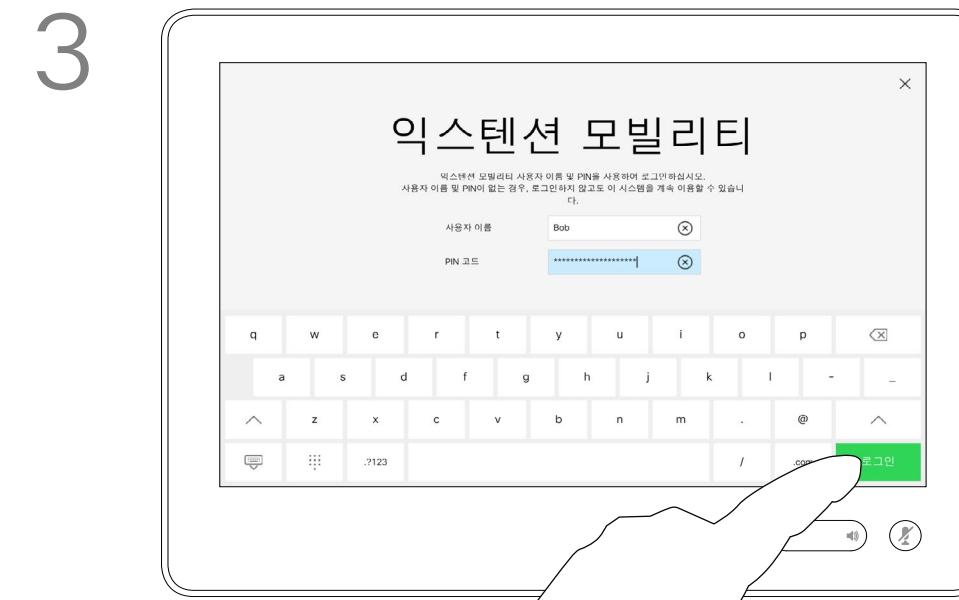 3
익스텐션 모빌리티
익스텐션 모빌리티 사용자 이름 및 PIN을 사용하여 로그인하십시오.
사용자 이름 및 PIN이 없는 경우, 로그인하지 않고도 이 시스템을 계속 이용할 수 있습니
다.
사용자 이름 Bob
PIN 코드 ********************
q w e r t y u i o p
a s d f g h j k l - _
z x c v b n m . @
.?123 / .com 로그인